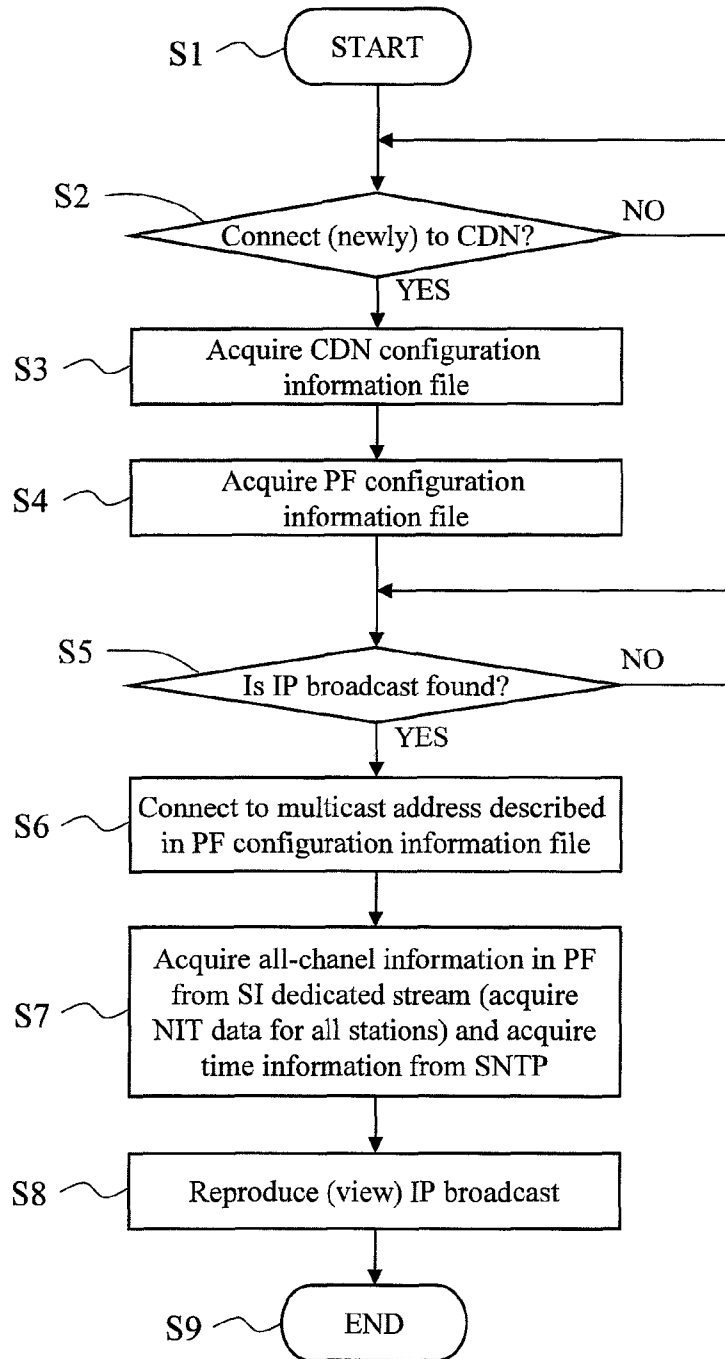 S1
START
S2
Connect (newly) to CDN?
NO
YES
S3
Acquire CDN configuration
information file
S4
Acquire PF configuration
information file
S5
Is IP broadcast found?
NO
YES
S6
Connect to multicast address described
in PF configuration information file
S7
Acquire all-chanel information in PF
from SI dedicated stream (acquire
NIT data for all stations) and acquire
time information from SNTP
S8
Reproduce (view) IP broadcast
S9
END